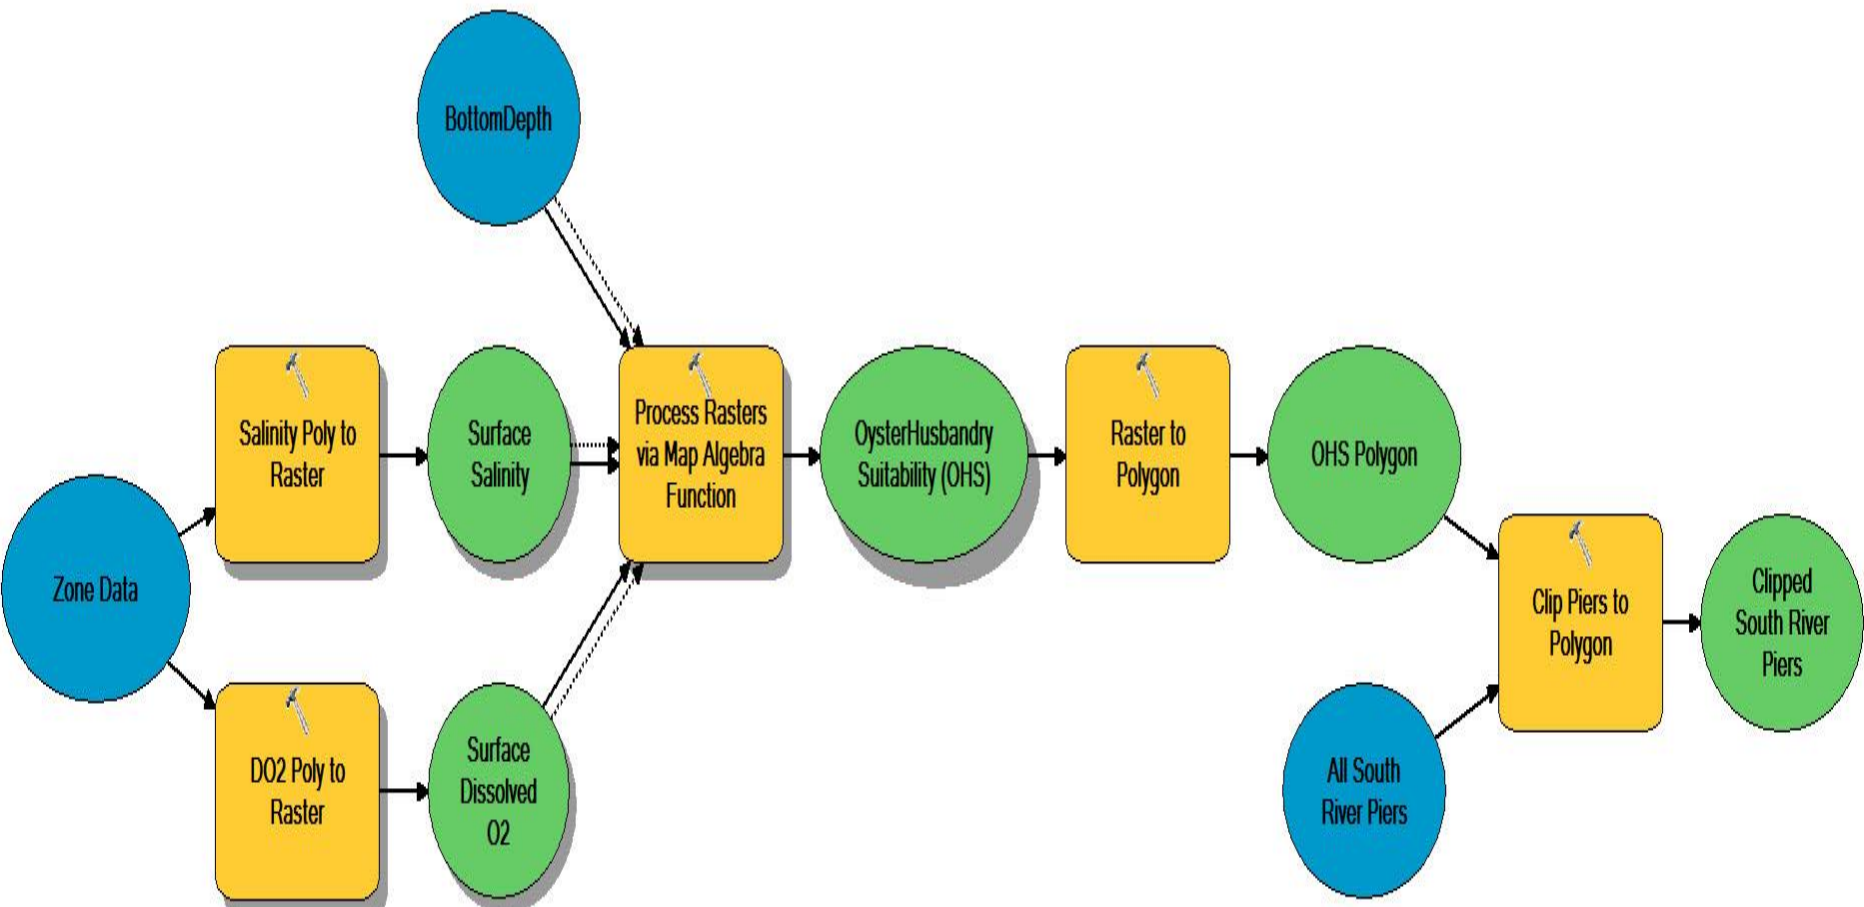 BottomDepth
Salinity Poly to
Raster
Surface
Salinity
Process Rasters
via Map Algebra
Function
OysterHusbandry
Suitability (OHS)
Raster to
Polygon
OHS Polygon
Zone Data
DO2 Poly to
Raster
Surface
Dissolved
O2
All South
River Piers
Clip Piers to
Polygon
Clipped
South River
Piers